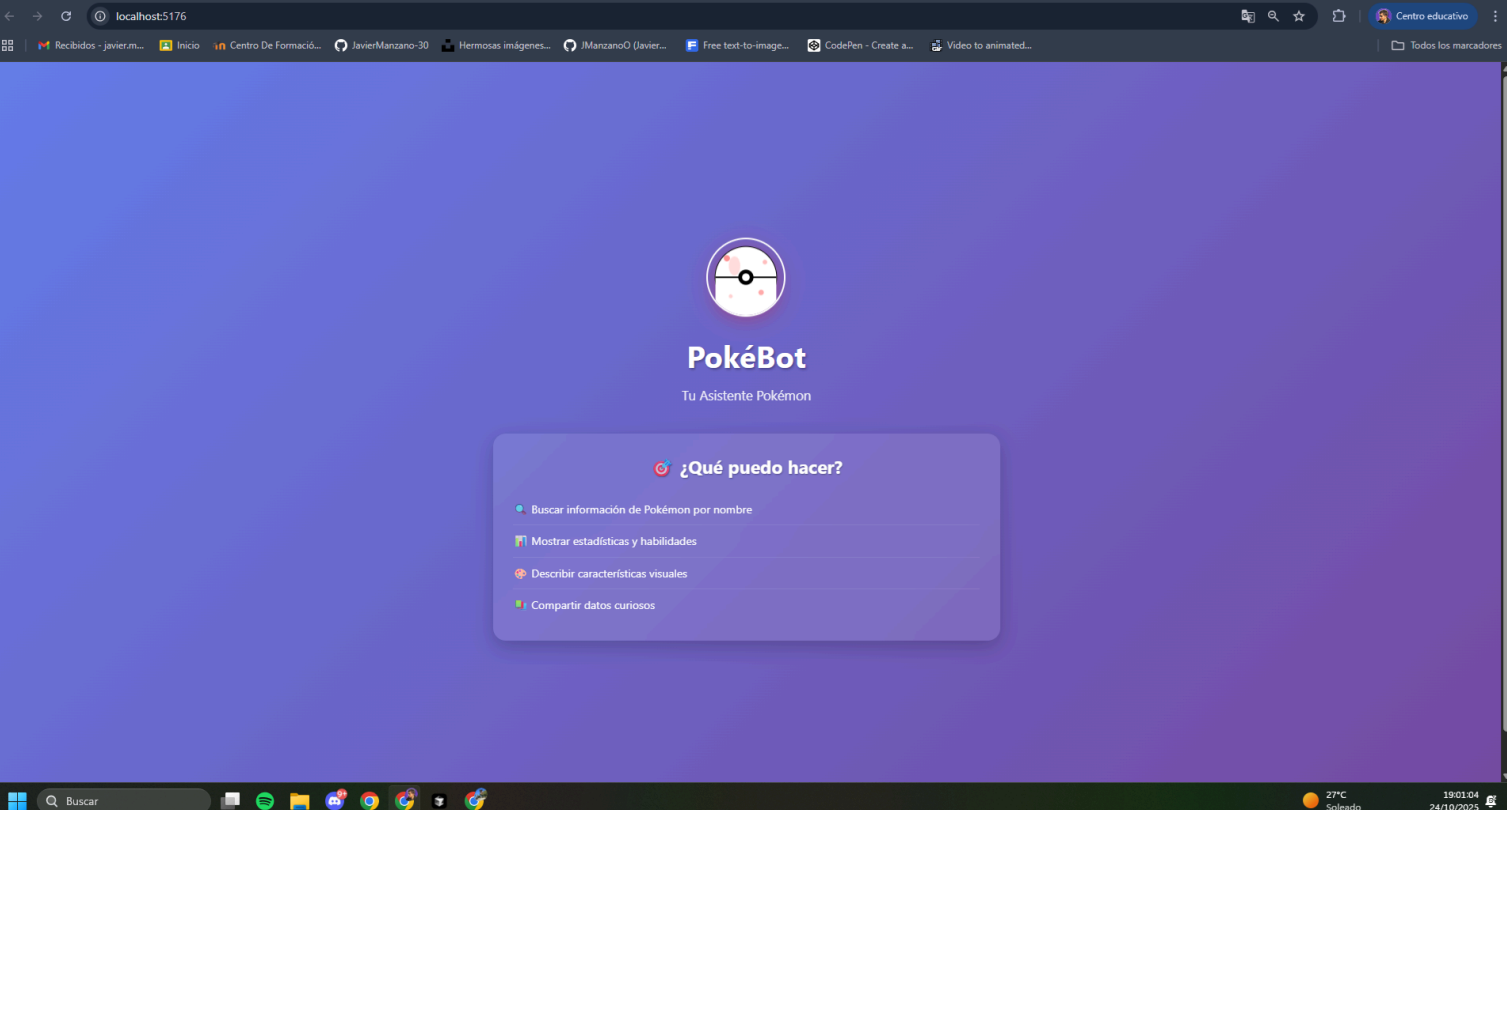 localhost:5176
Centro educativo
Recibidos - javier.m...
Inicio
Centro De Formació...
JavierManzano-30
Hermosas imágenes...
JManzanoO (Javier...
Free text-to-image...
CodePen - Create a...
Video to animated...
Todos los marcadores
PokéBot
Tu Asistente Pokémon
¿Qué puedo hacer?
Buscar información de Pokémon por nombre
Mostrar estadísticas y habilidades
Describir características visuales
Compartir datos curiosos
Buscar
9+
27°C
Soleado
19:01:04
24/10/2025